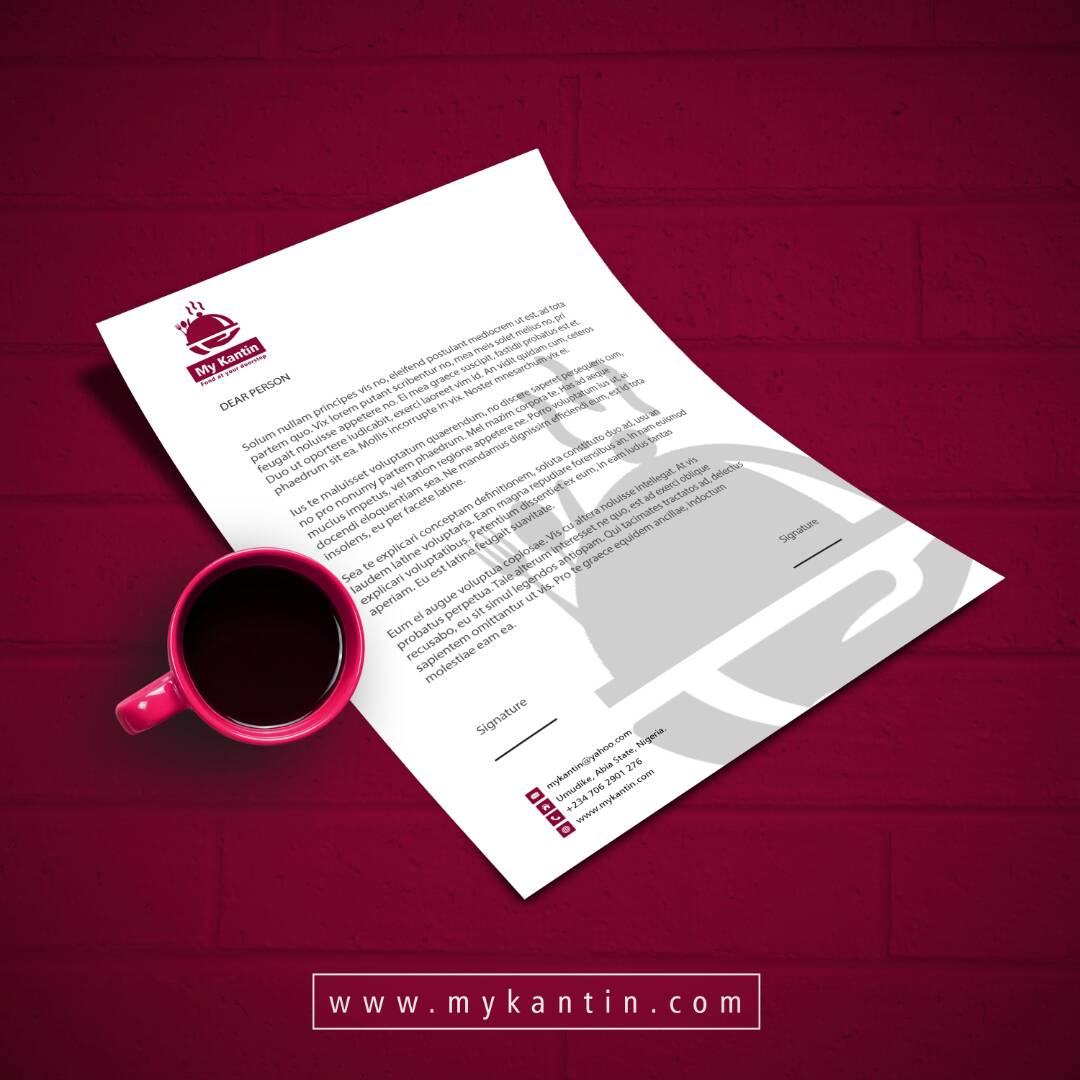 My Kantin
Food at your doorstep
DEAR PERSON
Solum nullam principes vis no, eleifend postulant mediocrem ut est, ad tota
partem quo. Vix lorem putant scribentur no, mea meis solet melius no, pri
feugait noluisse appetere no. Ei mea graece suscipit, fastidii probatus est et.
Duo ut oportere iudicabit, exerci laoreet vim id. An vidit quidam cum, ceteros
phaedrum sit ea. Mollis incorrupte in vix. Noster mnesarchum vix ei.
Ius te maluisset voluptatum quaerendum, no discere saperet persequeris cum,
no pro nonumy partem phaedrum. Mel mazim corpora te. Has ad aeque
mucius impetus, vel tation regione appetere ne. Porro voluptatum ius ut, ei
docendi eloquentiam sea. Ne mandamus dignissim efficiendi eum, est id tota
insolens, eu per facete latine.
Sea te explicari conceptam definitionem, soluta constituto duo ad, usu an
laudem latine voluptaria. Eam magna repudiare forensibus an, in nam euismod
explicari voluptatibus. Petentium dissentiet ex eum, in eam ludus tantas
aperiam. Eu est latine feugait suavitate.
Eum ei augue voluptua copiosae. Vis cu altera noluisse intellegat. At vis
probatus perpetua. Tale alterum interesset ne quo, est ad exerci oblique
recusabo, eu sit simul legendos antiopam. Qui tacimates tractatos ad, delectus
sapientem omittantur ut vis. Pro te graece equidem ancillae, indoctum
molestiae eam ea.
Signature
Signature
mykantin@yahoo.com
Umudike, Abia State, Nigeria.
+234 706 2901 276
www.mykantin.com
www.mykantin.com